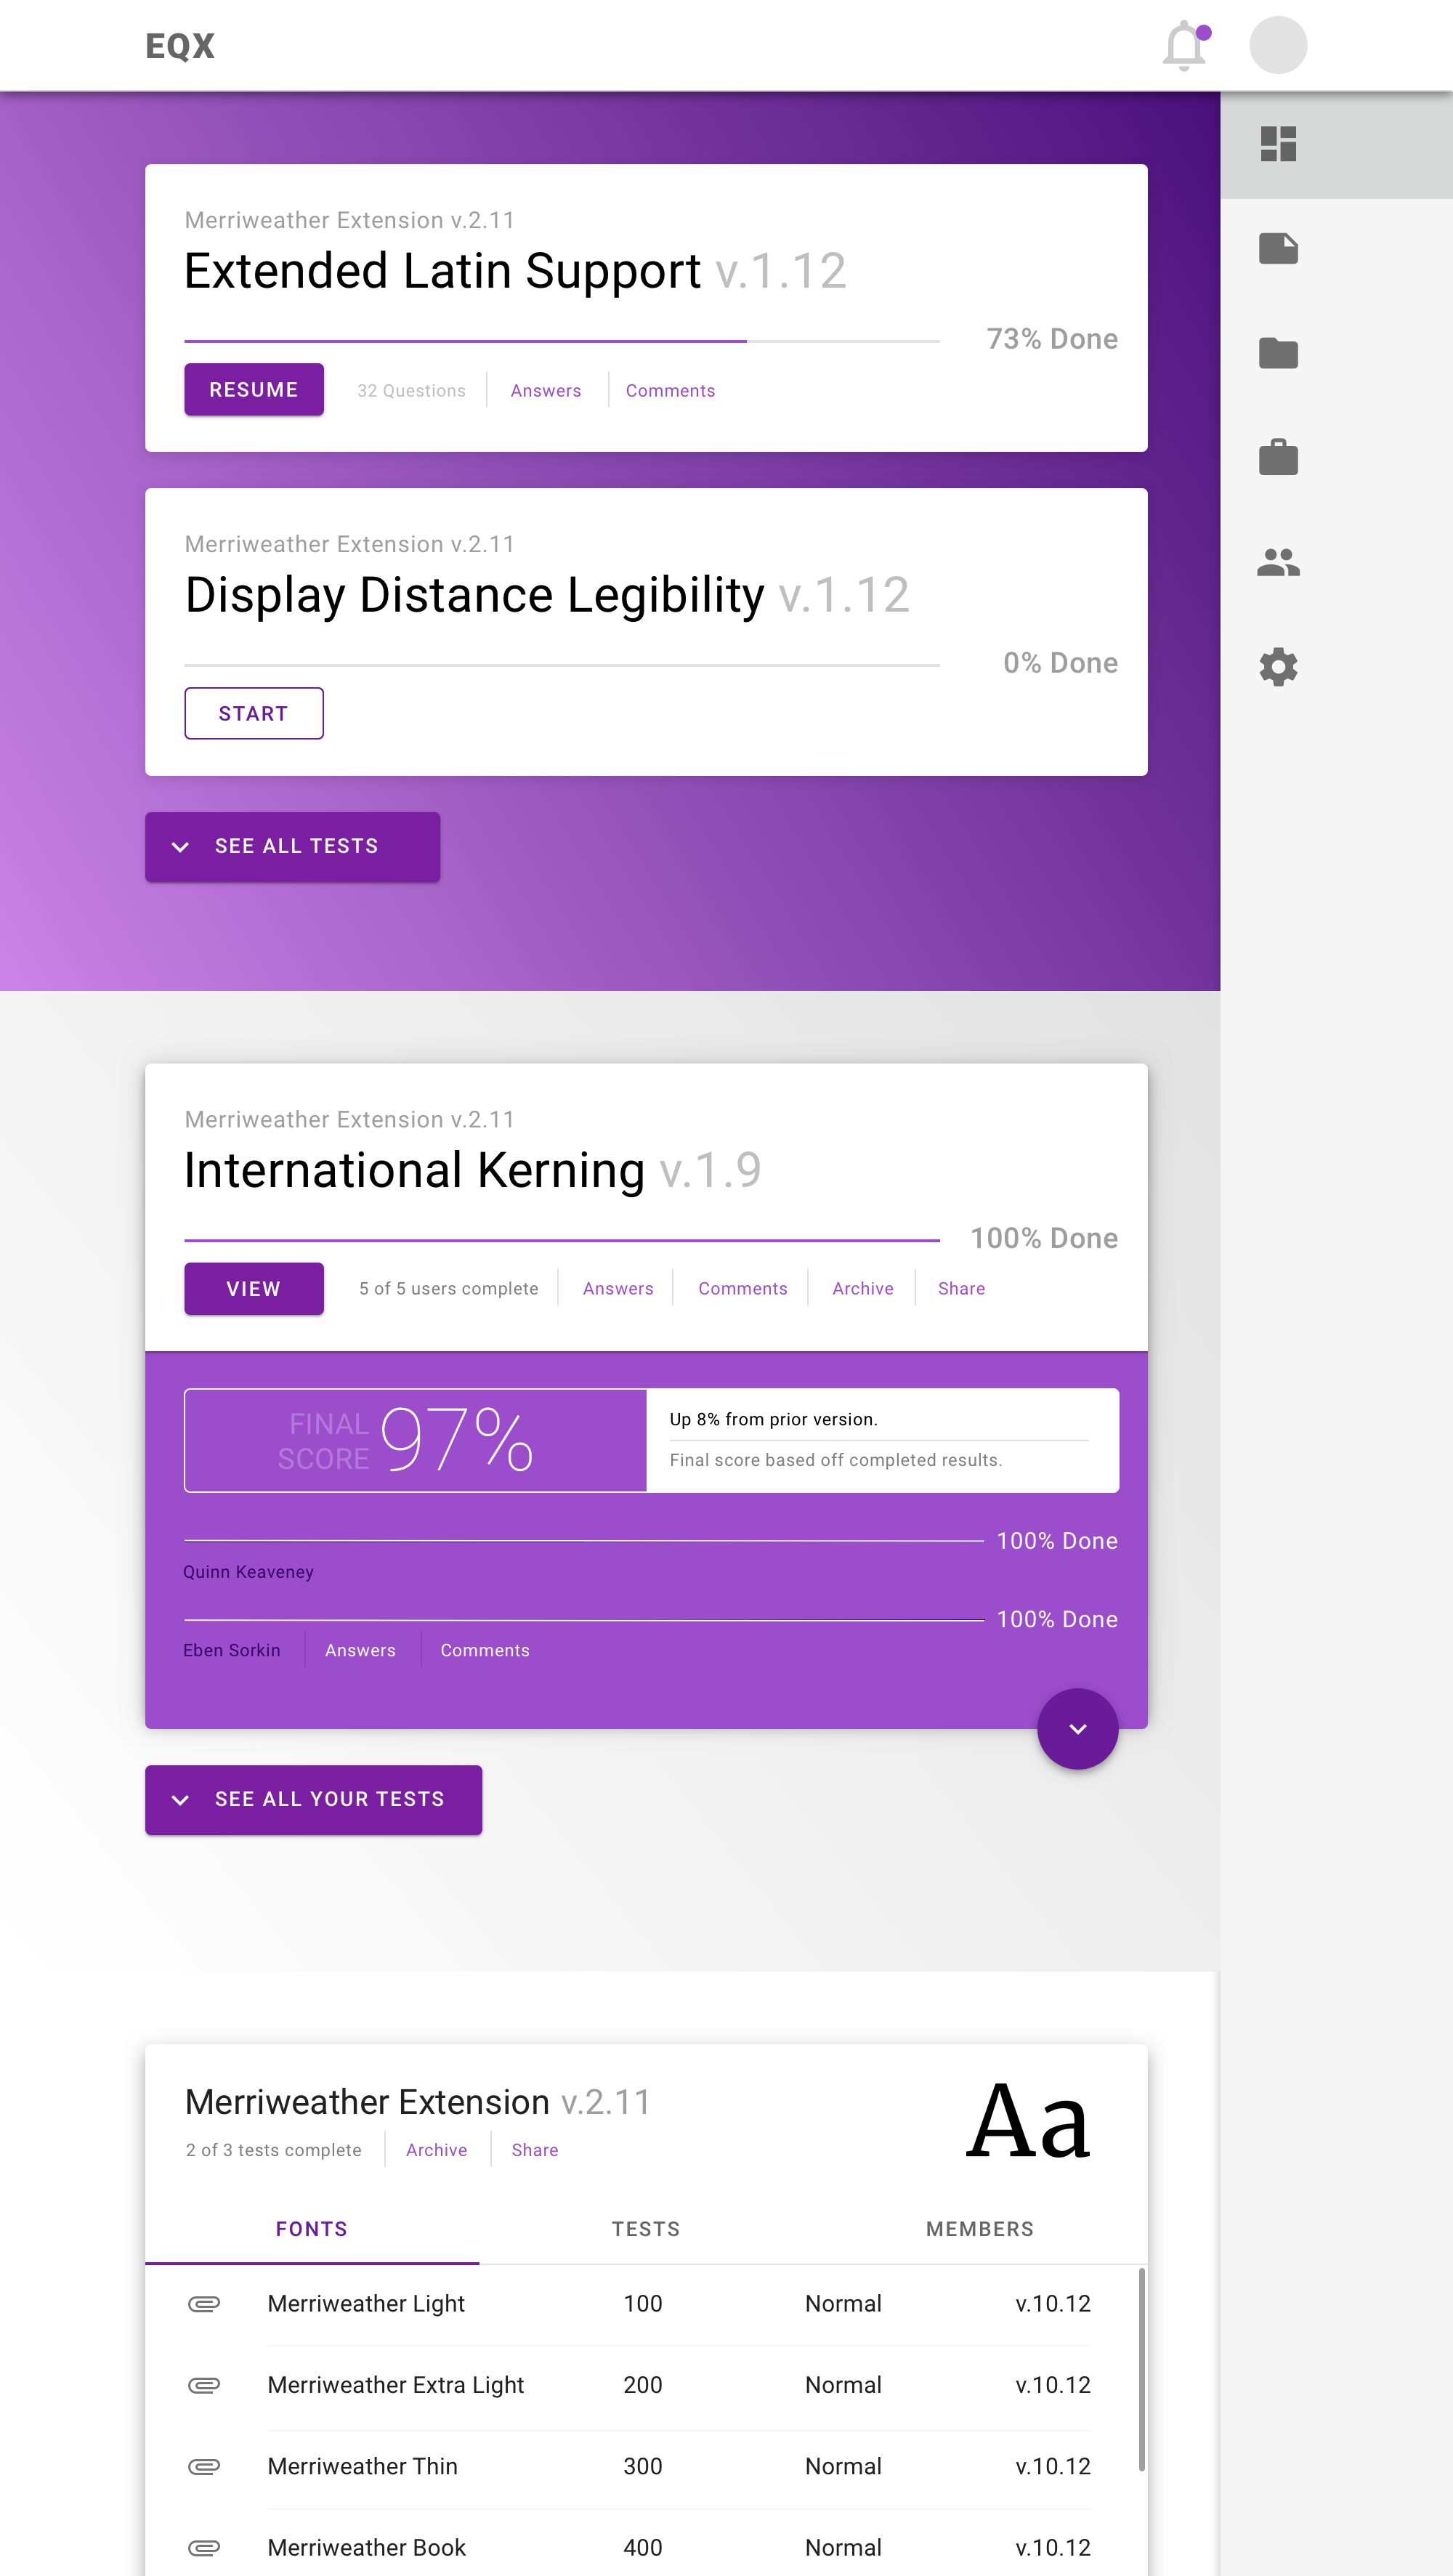 EQX
Merriweather Extension v.2.11
Extended Latin Support v.1.12
73% Done
RESUME 32 Questions Answers Comments
Merriweather Extension v.2.11
Display Distance Legibility v.1.12
0% Done
START
SEE ALL TESTS
Merriweather Extension v.2.11
International Kerning v.1.9
100% Done
VIEW 5 of 5 users complete Answers Comments Archive Share
FINAL
SCORE
97%
Up 8% from prior version.
Final score based off completed results.
100% Done
Quinn Keaveney
100% Done
Eben Sorkin Answers Comments
SEE ALL YOUR TESTS
Merriweather Extension v.2.11
Aa
2 of 3 tests complete Archive Share
FONTS TESTS MEMBERS
Merriweather Light 100 Normal v.10.12
Merriweather Extra Light 200 Normal v.10.12
Merriweather Thin 300 Normal v.10.12
Merriweather Book 400 Normal v.10.12